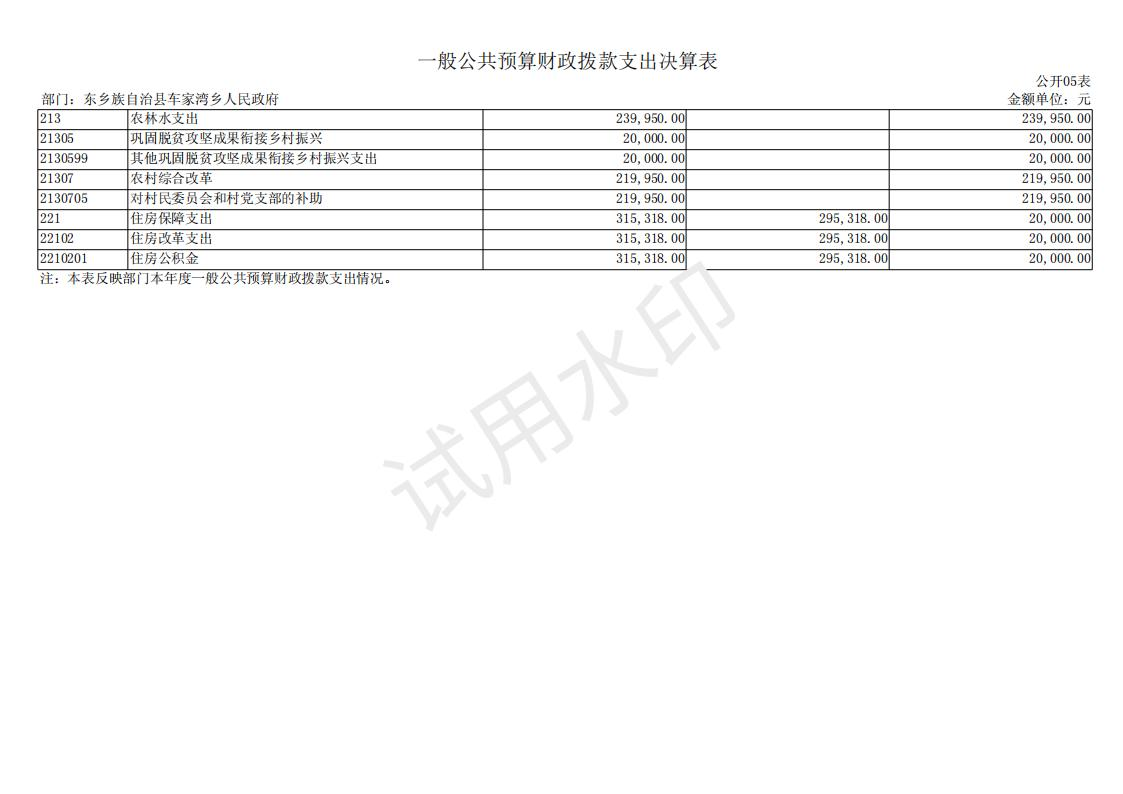 一般公共预算财政拨款支出决算表
公开05表
部门：东乡族自治县车家湾乡人民政府 金额单位：元
213 农林水支出 239,950.00 239,950.00
21305 巩固脱贫攻坚成果衔接乡村振兴 20,000.00 20,000.00
2130599 其他巩固脱贫攻坚成果衔接乡村振兴支出 20,000.00 20,000.00
21307 农村综合改革 219,950.00 219,950.00
2130705 对村民委员会和村党支部的补助 219,950.00 219,950.00
221 住房保障支出 315,318.00 295,318.00 20,000.00
22102 住房改革支出 315,318.00 295,318.00 20,000.00
2210201 住房公积金 315,318.00 295,318.00 20,000.00
注：本表反映部门本年度一般公共预算财政拨款支出情况。
试用水印